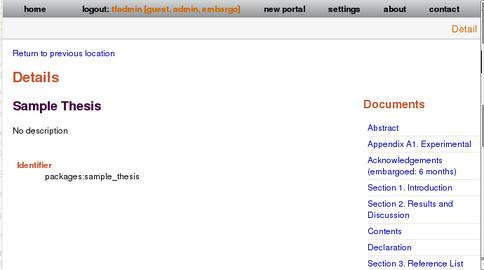 home logout: tfadmin [guest, admin, embargo] new portal settings about contact
Detail
Return to previous location
Details
Sample Thesis
No description
Identifier
packages:sample_thesis
Documents
Abstract
Appendix A1. Experimental
Acknowledgements
(embargoed: 6 months)
Section 1. Introduction
Section 2. Results and
Discussion
Contents
Declaration
Section 3. Reference List